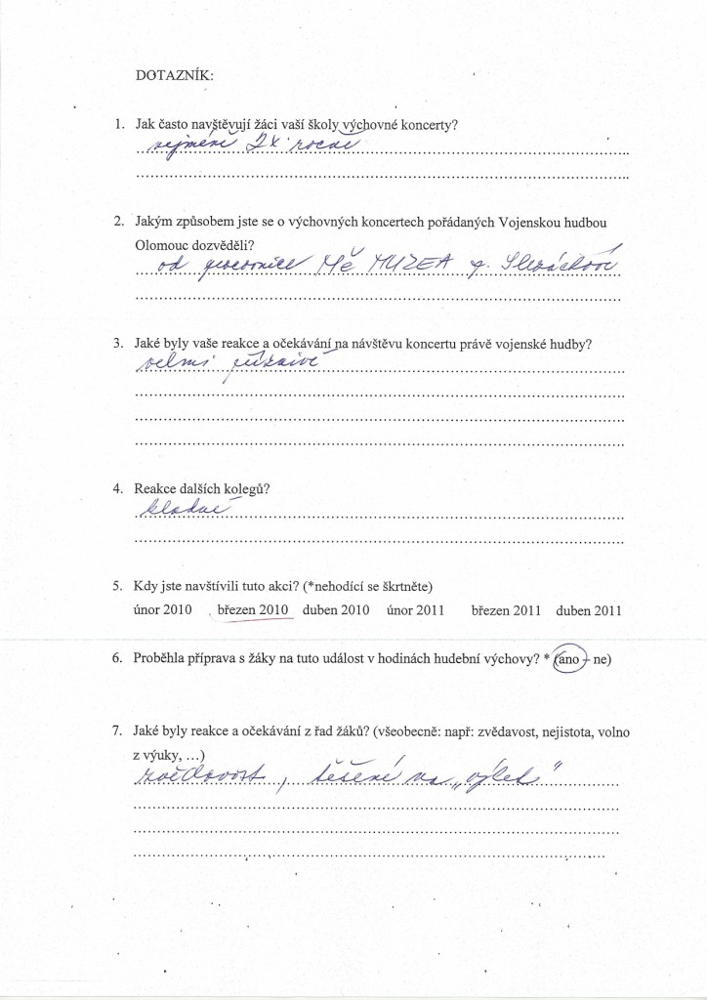 DOTAZNÍK:
1. Jak často navštěvují žáci vaší školy výchovné koncerty?
nejméně 2x ročně
2. Jakým způsobem jste se o výchovných koncertech pořádaných Vojenskou hudbou
Olomouc dozvěděli?
od pracovnice Mě MUZEA p.
3. Jaké byly vaše reakce a očekávání na návštěvu koncertu právě vojenské hudby?
velmi příznivé
4. Reakce dalších kolegů?
kladné
5. Kdy jste navštívili tuto akci? (*nehodící se škrtněte)
únor 2010 březen 2010 duben 2010 únor 2011 březen 2011 duben 2011
6. Proběhla příprava s žáky na tuto událost v hodinách hudební výchovy? * (ano – ne)
7. Jaké byly reakce a očekávání z řad žáků? (všeobecně: např: zvědavost, nejistota, volno
z výuky, …)
zvědavost, těšení na „výlet“